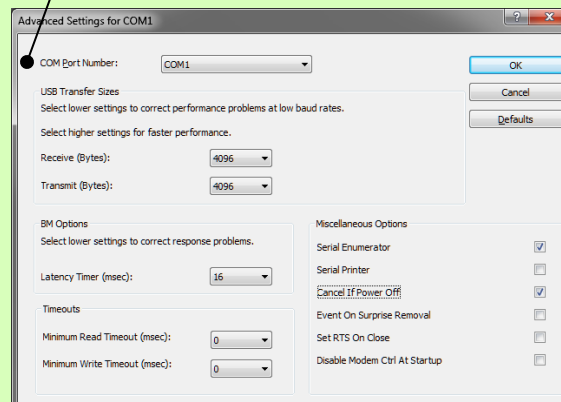 Advanced Settings for COM1
COM Port Number:
COM1
OK
Cancel
Defaults
USB Transfer Sizes
Select lower settings to correct performance problems at low baud rates.
Select higher settings for faster performance.
Receive (Bytes):
4096
Transmit (Bytes):
4096
BM Options
Select lower settings to correct response problems.
Latency Timer (msec):
16
Timeouts
Minimum Read Timeout (msec):
0
Minimum Write Timeout (msec):
0
Miscellaneous Options
Serial Enumerator
Serial Printer
Cancel If Power Off
Event On Surprise Removal
Set RTS On Close
Disable Modem Ctrl At Startup